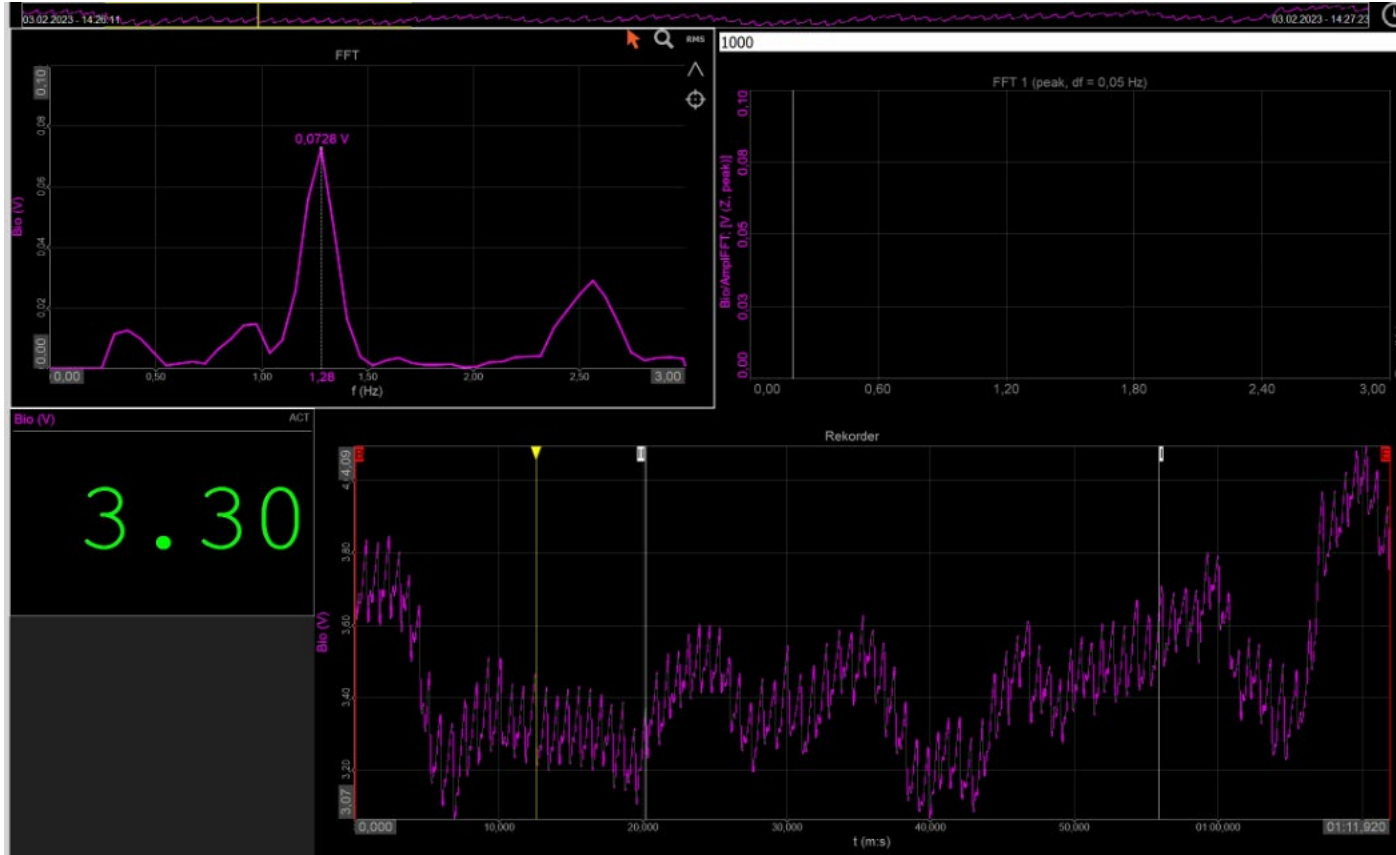 03.02.2023 - 14:26:11
03.02.2023 - 14:27:23
FFT
RMS
0,10
0,08
0,06
0,04
0,02
0,00
Bio (V)
0,0728 V
0,00 0,50 1,00 1,28 1,50 2,00 2,50 3,00
f (Hz)
1000
FFT 1 (peak, df = 0,05 Hz)
0,10
0,08
0,05
0,03
0,00
Bio/AmplFFT; [V (Z, peak)]
0,00 0,60 1,20 1,80 2,40 3,00
Bio (V) ACT
3.30
Rekorder
4,09
3,80
3,60
3,40
3,20
3,07
Bio (V)
0,000 10,000 20,000 30,000 40,000 50,000 01:00,000 01:11,920
t (m:s)